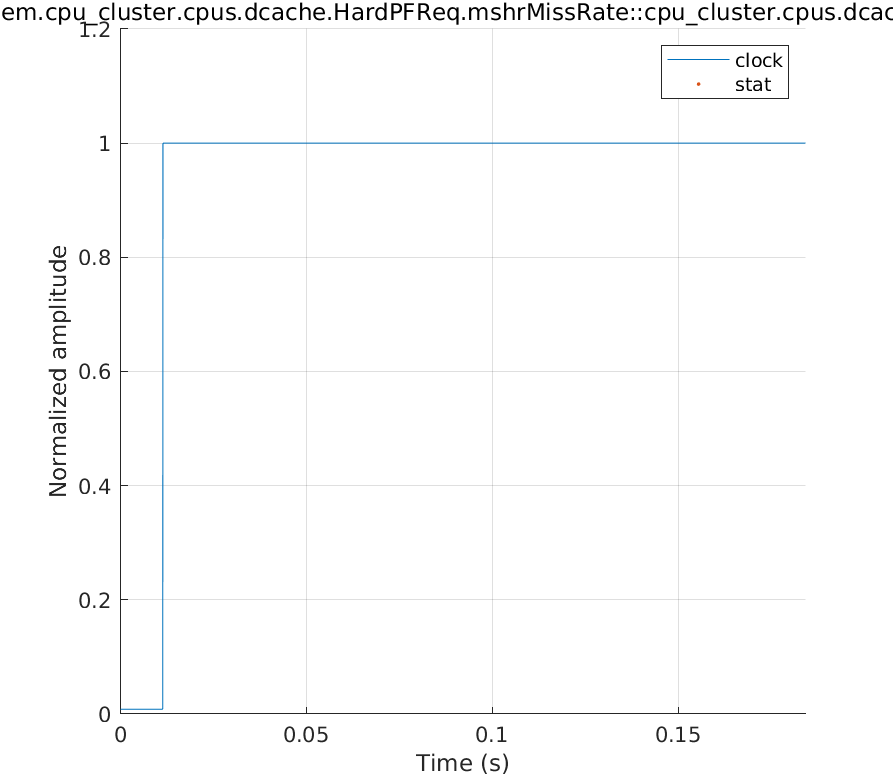 em.cpu_cluster.cpus.dcache.HardPFReq.mshrMissRate::cpu_cluster.cpus.dcac
1.2
clock
stat
1
0.8
0.6
0.4
0.2
0
Normalized amplitude
0 0.05 0.1 0.15
Time (s)